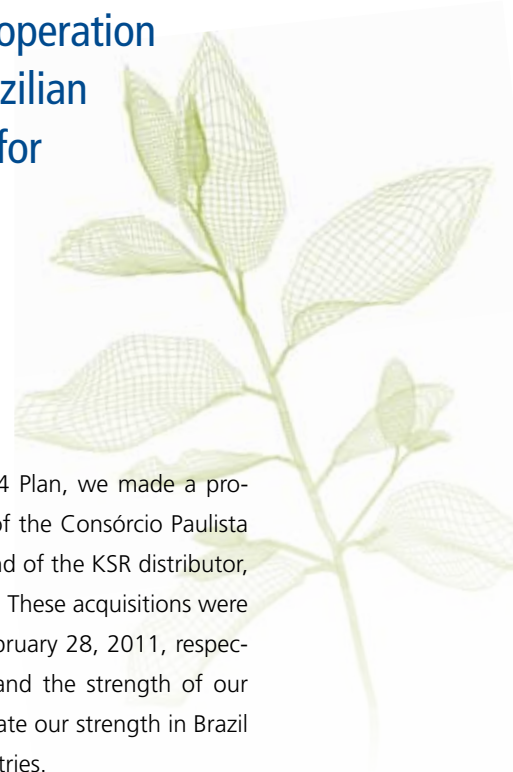 operation
zilian
for
4 Plan, we made a pro-
of the Consórcio Paulista
nd of the KSR distributor,
These acquisitions were
bruary 28, 2011, respec-
and the strength of our
ate our strength in Brazil
tries.